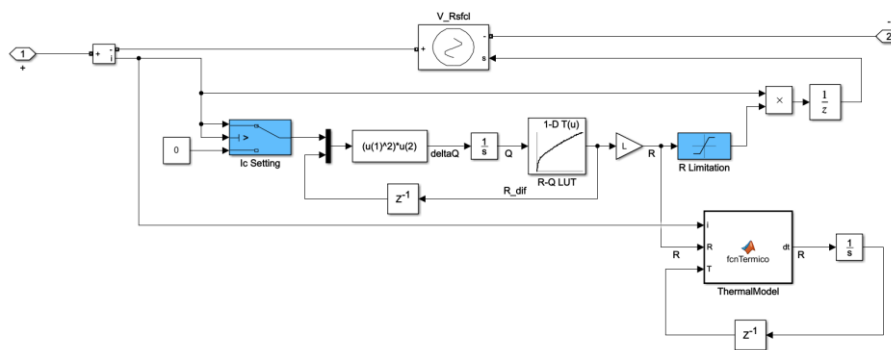 V_Rsfcl
1
+
+
-
i
+
-
s
-
2
×
1
z
1-D T(u)
>
0
Ic Setting
(u(1)^2)*u(2)
deltaQ
1
s
Q
R-Q LUT
L
R
R Limitation
R_dif
z-1
i
R
R
T
fcnTermico
dt
R
1
s
ThermalModel
z-1